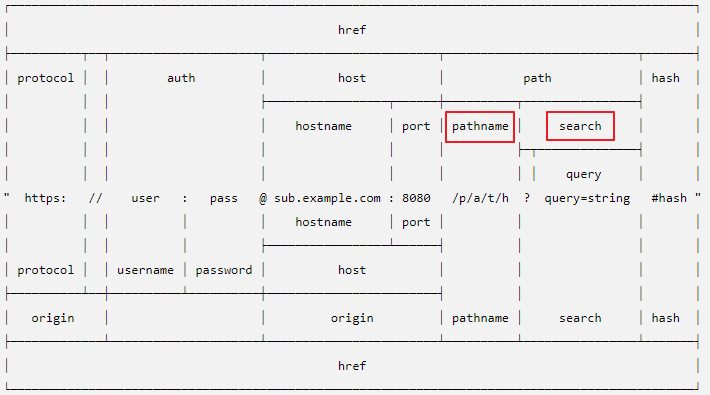 href
protocol auth host path hash
hostname port pathname search
query
" https: // user : pass @ sub.example.com : 8080 /p/a/t/h ? query=string #hash "
hostname port
protocol username password host
origin origin pathname search hash
href